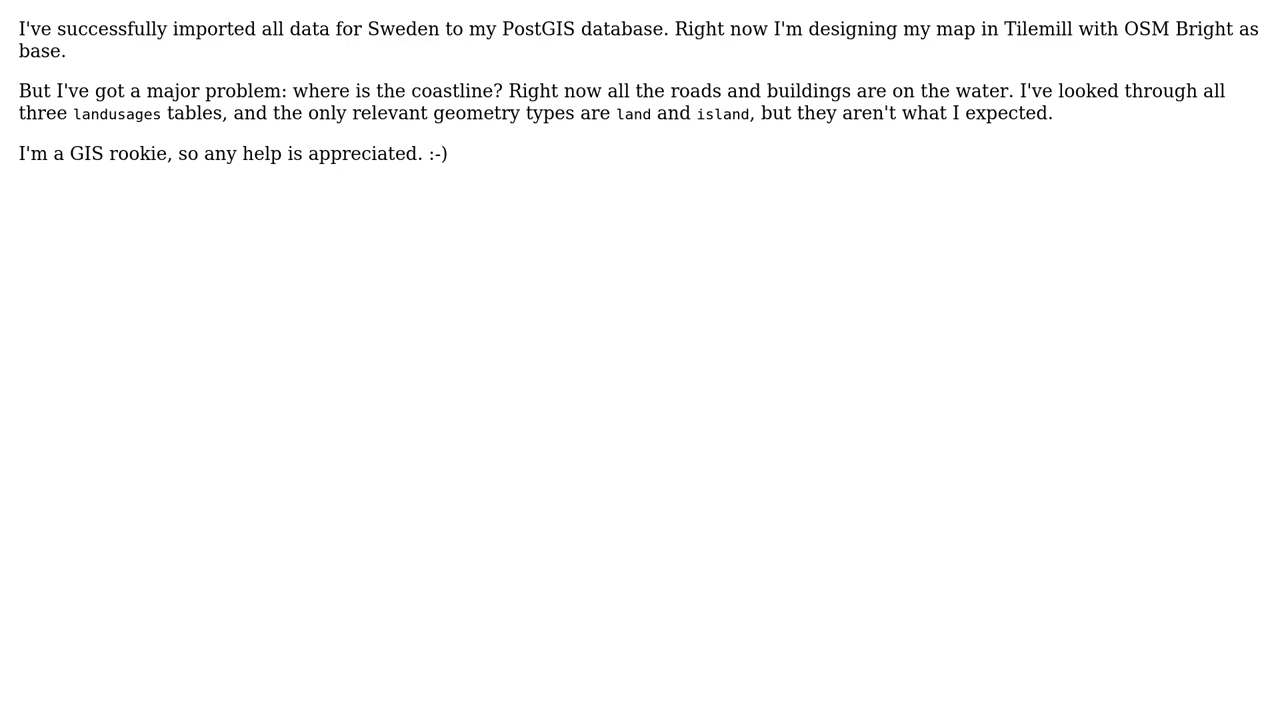 I've successfully imported all data for Sweden to my PostGIS database. Right now I'm designing my map in Tilemill with OSM Bright as
base.
But I've got a major problem: where is the coastline? Right now all the roads and buildings are on the water. I've looked through all
three landusages tables, and the only relevant geometry types are land and island, but they aren't what I expected.
I'm a GIS rookie, so any help is appreciated. :-)